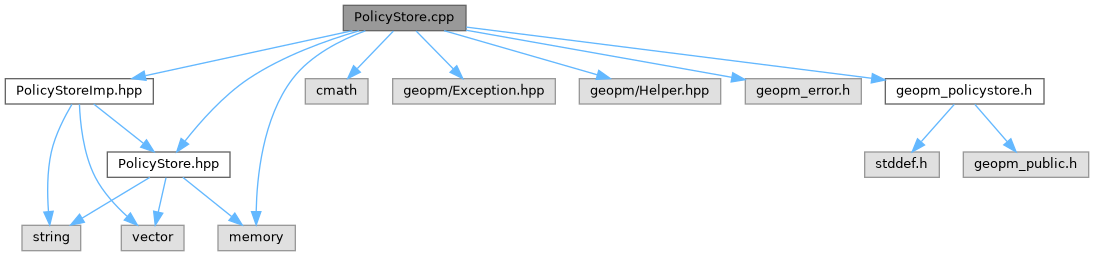 PolicyStore.cpp
PolicyStoreImp.hpp
cmath
geopm/Exception.hpp
geopm/Helper.hpp
geopm_error.h
geopm_policystore.h
PolicyStore.hpp
stddef.h
geopm_public.h
string
vector
memory